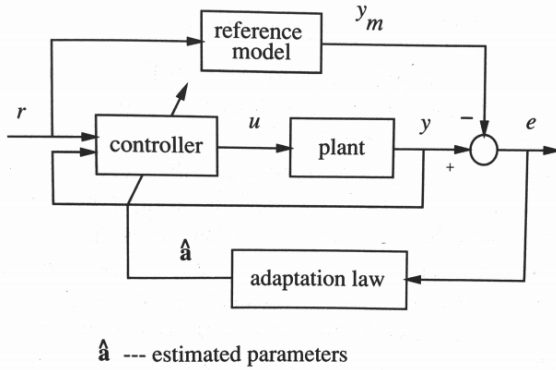 reference
model
y_m
r
controller
u
plant
y
−
+
e
â
adaptation law
â --- estimated parameters